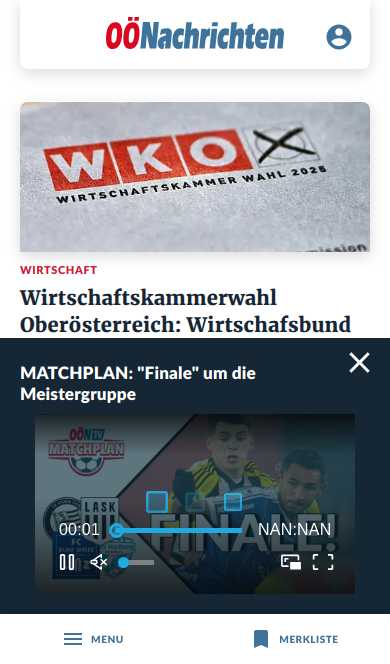 OÖNachrichten
WKO
WIRTSCHAFTSKAMMER WAHL 2025
WIRTSCHAFT
Wirtschaftskammerwahl
Oberösterreich: Wirtschafsbund
MATCHPLAN: "Finale" um die
Meistergruppe
OÖN TV
MATCHPLAN
LASK
FINALE!
00:01
NAN:NAN
MENU
MERKLISTE